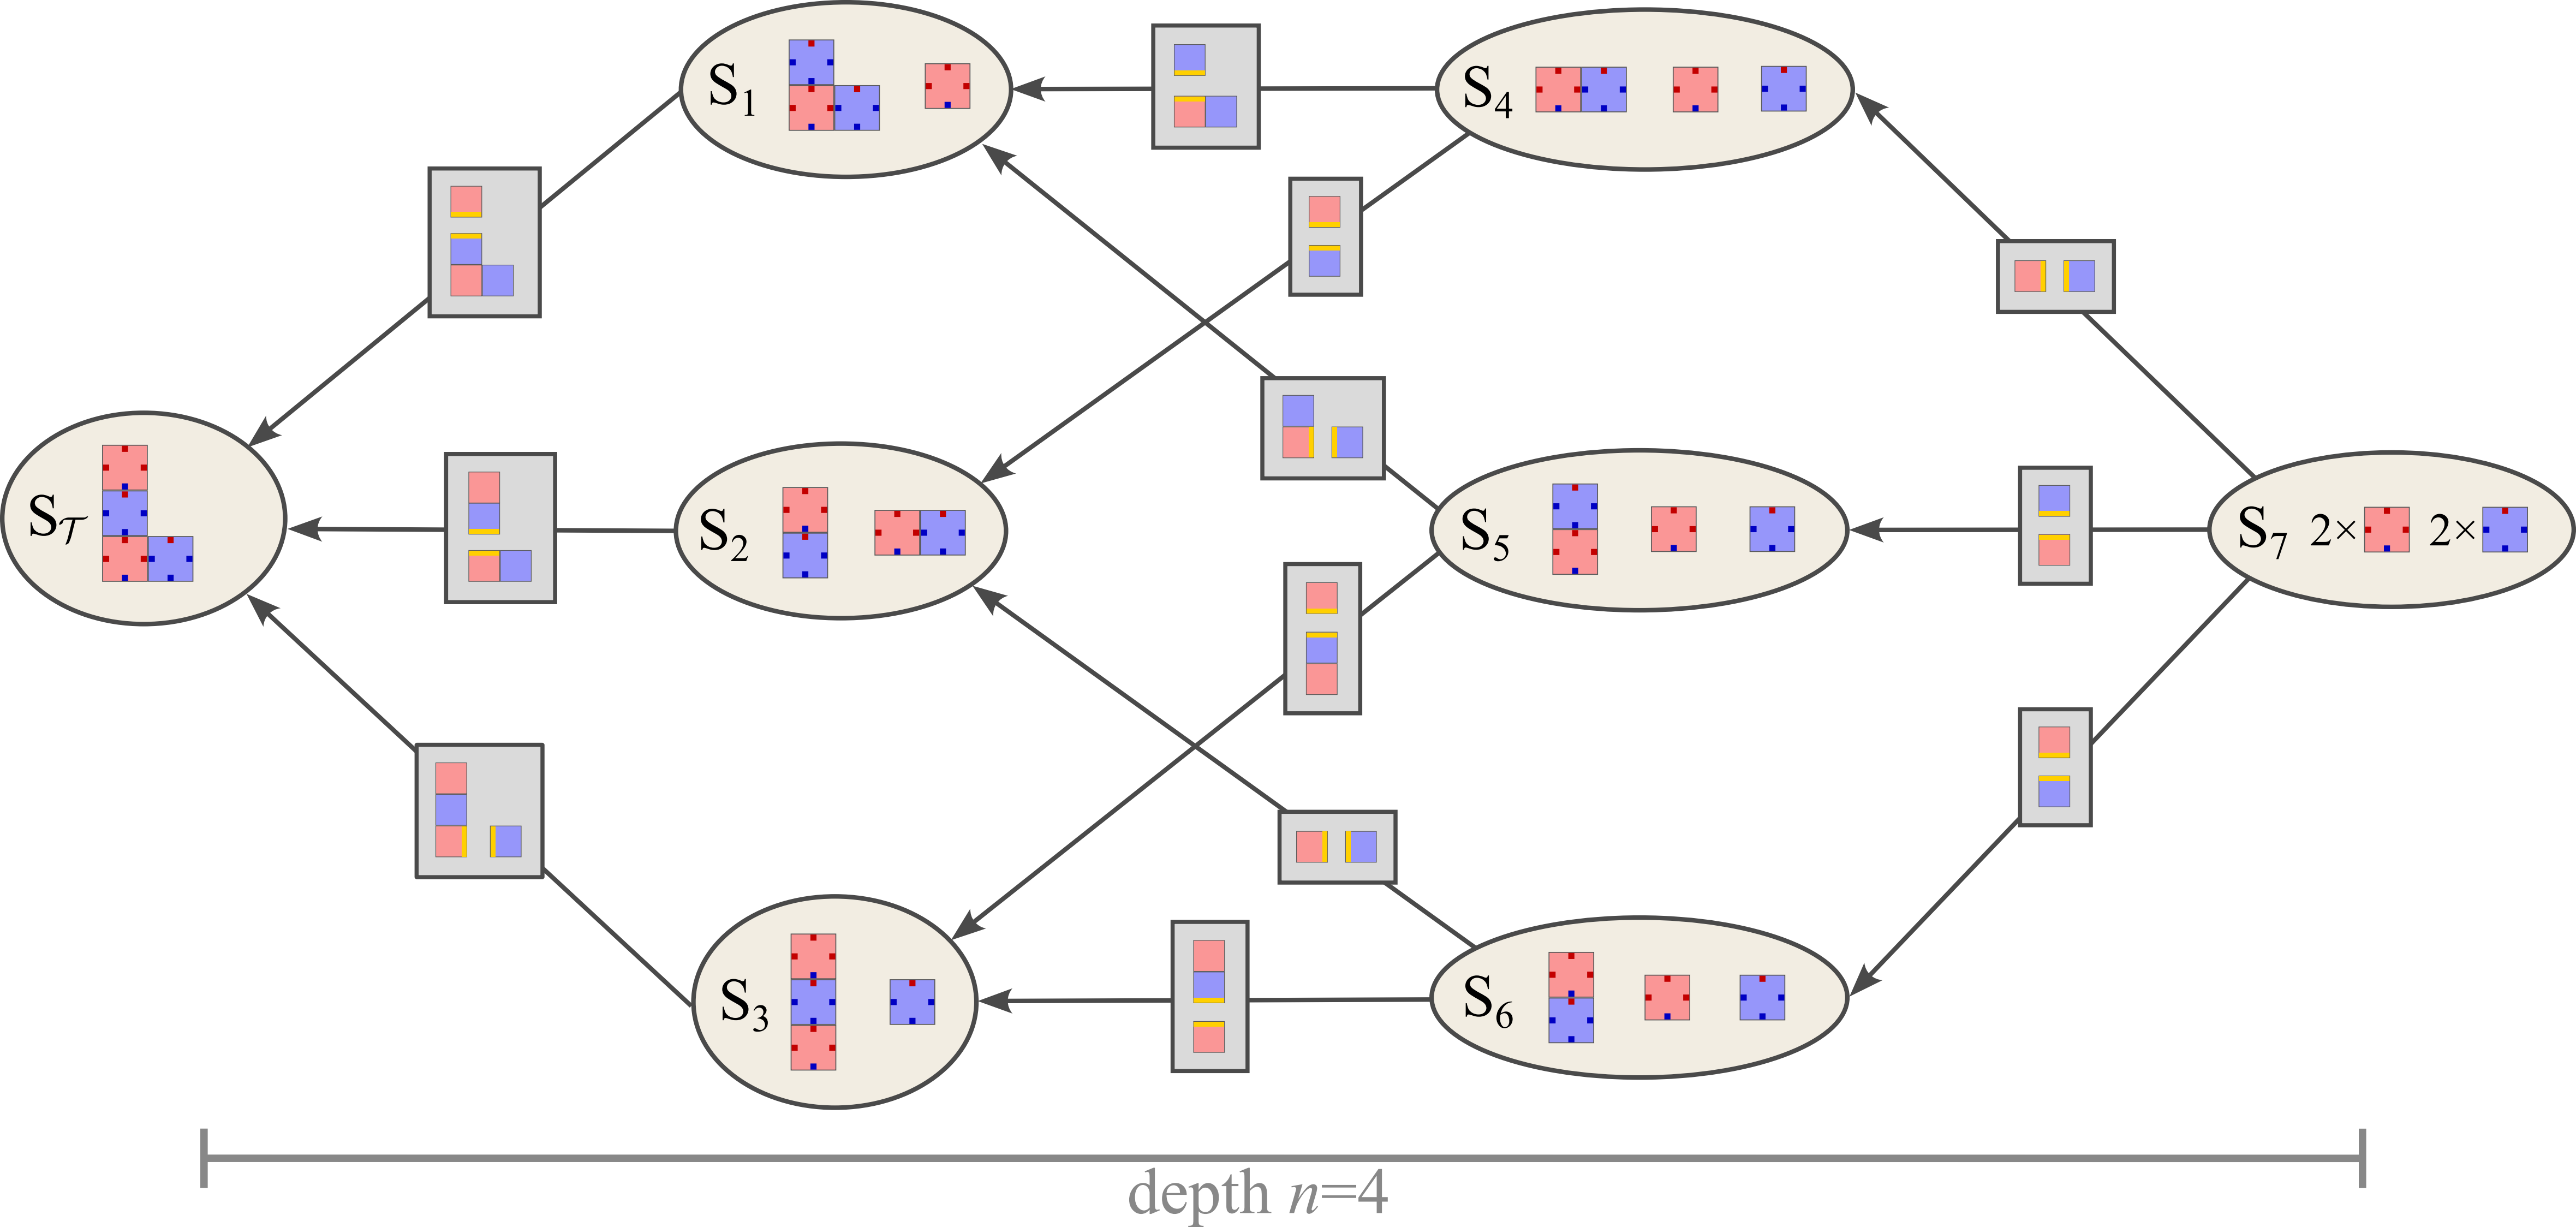 S₁
S₄
S𝒯
S₂
S₅
S₇ 2× 2×
S₃
S₆
depth n=4